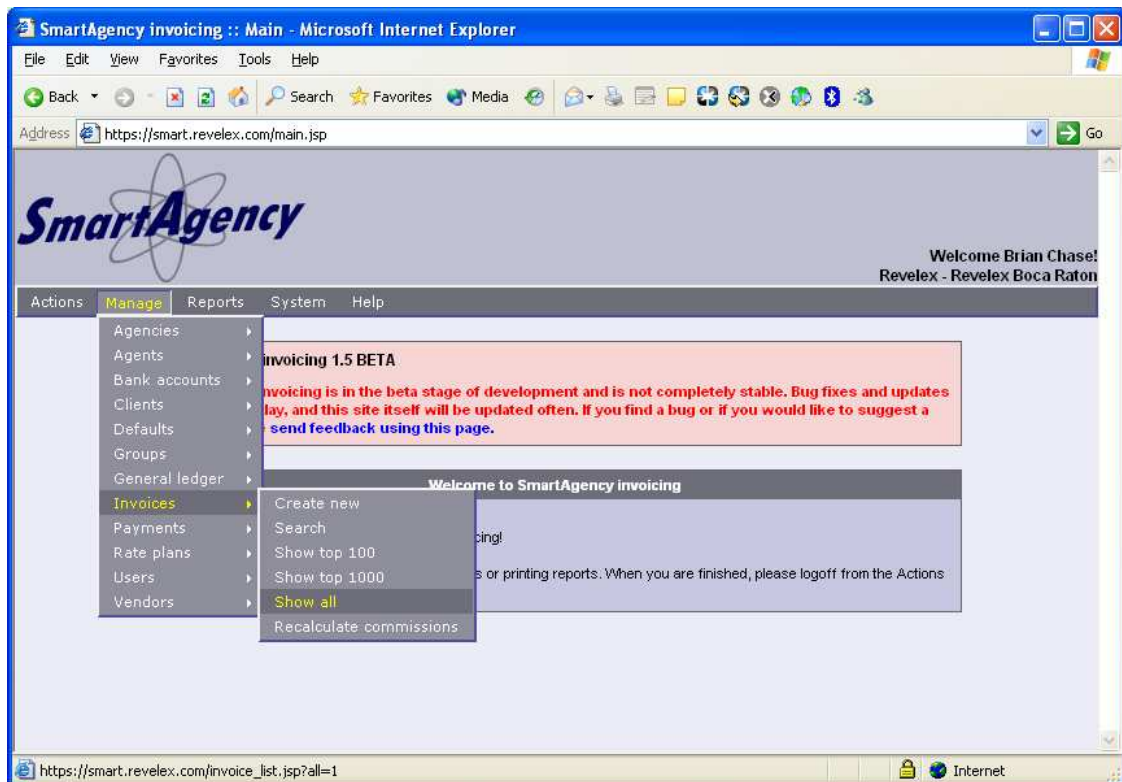 SmartAgency invoicing :: Main - Microsoft Internet Explorer
File Edit View Favorites Tools Help
Back Search Favorites Media
Address https://smart.revelex.com/main.jsp Go
SmartAgency
Welcome Brian Chase!
Revelex - Revelex Boca Raton
Actions Manage Reports System Help
Agencies
Agents
Bank accounts
Clients
Defaults
Groups
General ledger
Invoices
Payments
Rate plans
Users
Vendors
Create new
Search
Show top 100
Show top 1000
Show all
Recalculate commissions
invoicing 1.5 BETA
nvoicing is in the beta stage of development and is not completely stable. Bug fixes and updates
lay, and this site itself will be updated often. If you find a bug or if you would like to suggest a
send feedback using this page.
Welcome to SmartAgency invoicing
cing!
s or printing reports. When you are finished, please logoff from the Actions
https://smart.revelex.com/invoice_list.jsp?all=1 Internet